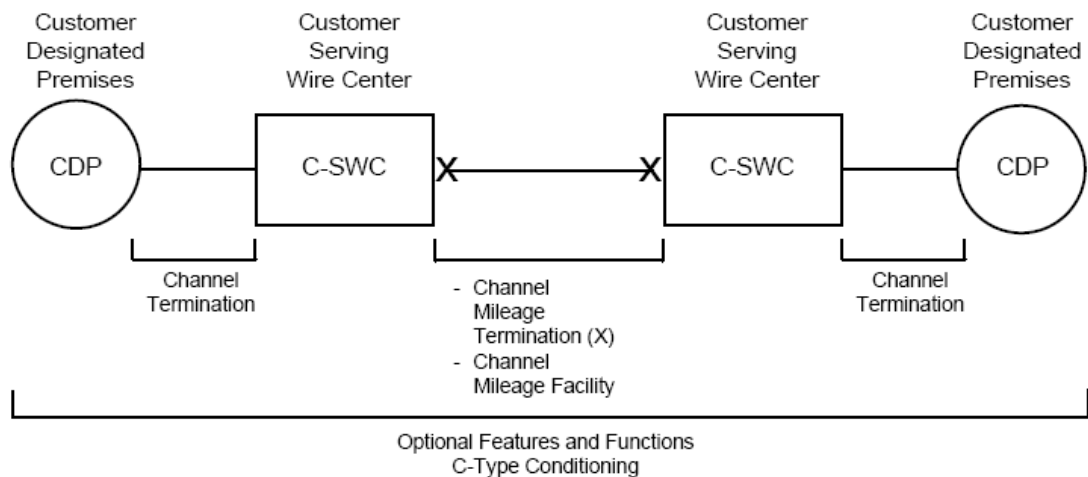 Customer
Designated
Premises
Customer
Serving
Wire Center
Customer
Serving
Wire Center
Customer
Designated
Premises
CDP
C-SWC
X
X
C-SWC
CDP
Channel
Termination
- Channel
Mileage
Termination (X)
- Channel
Mileage Facility
Channel
Termination
Optional Features and Functions
C-Type Conditioning